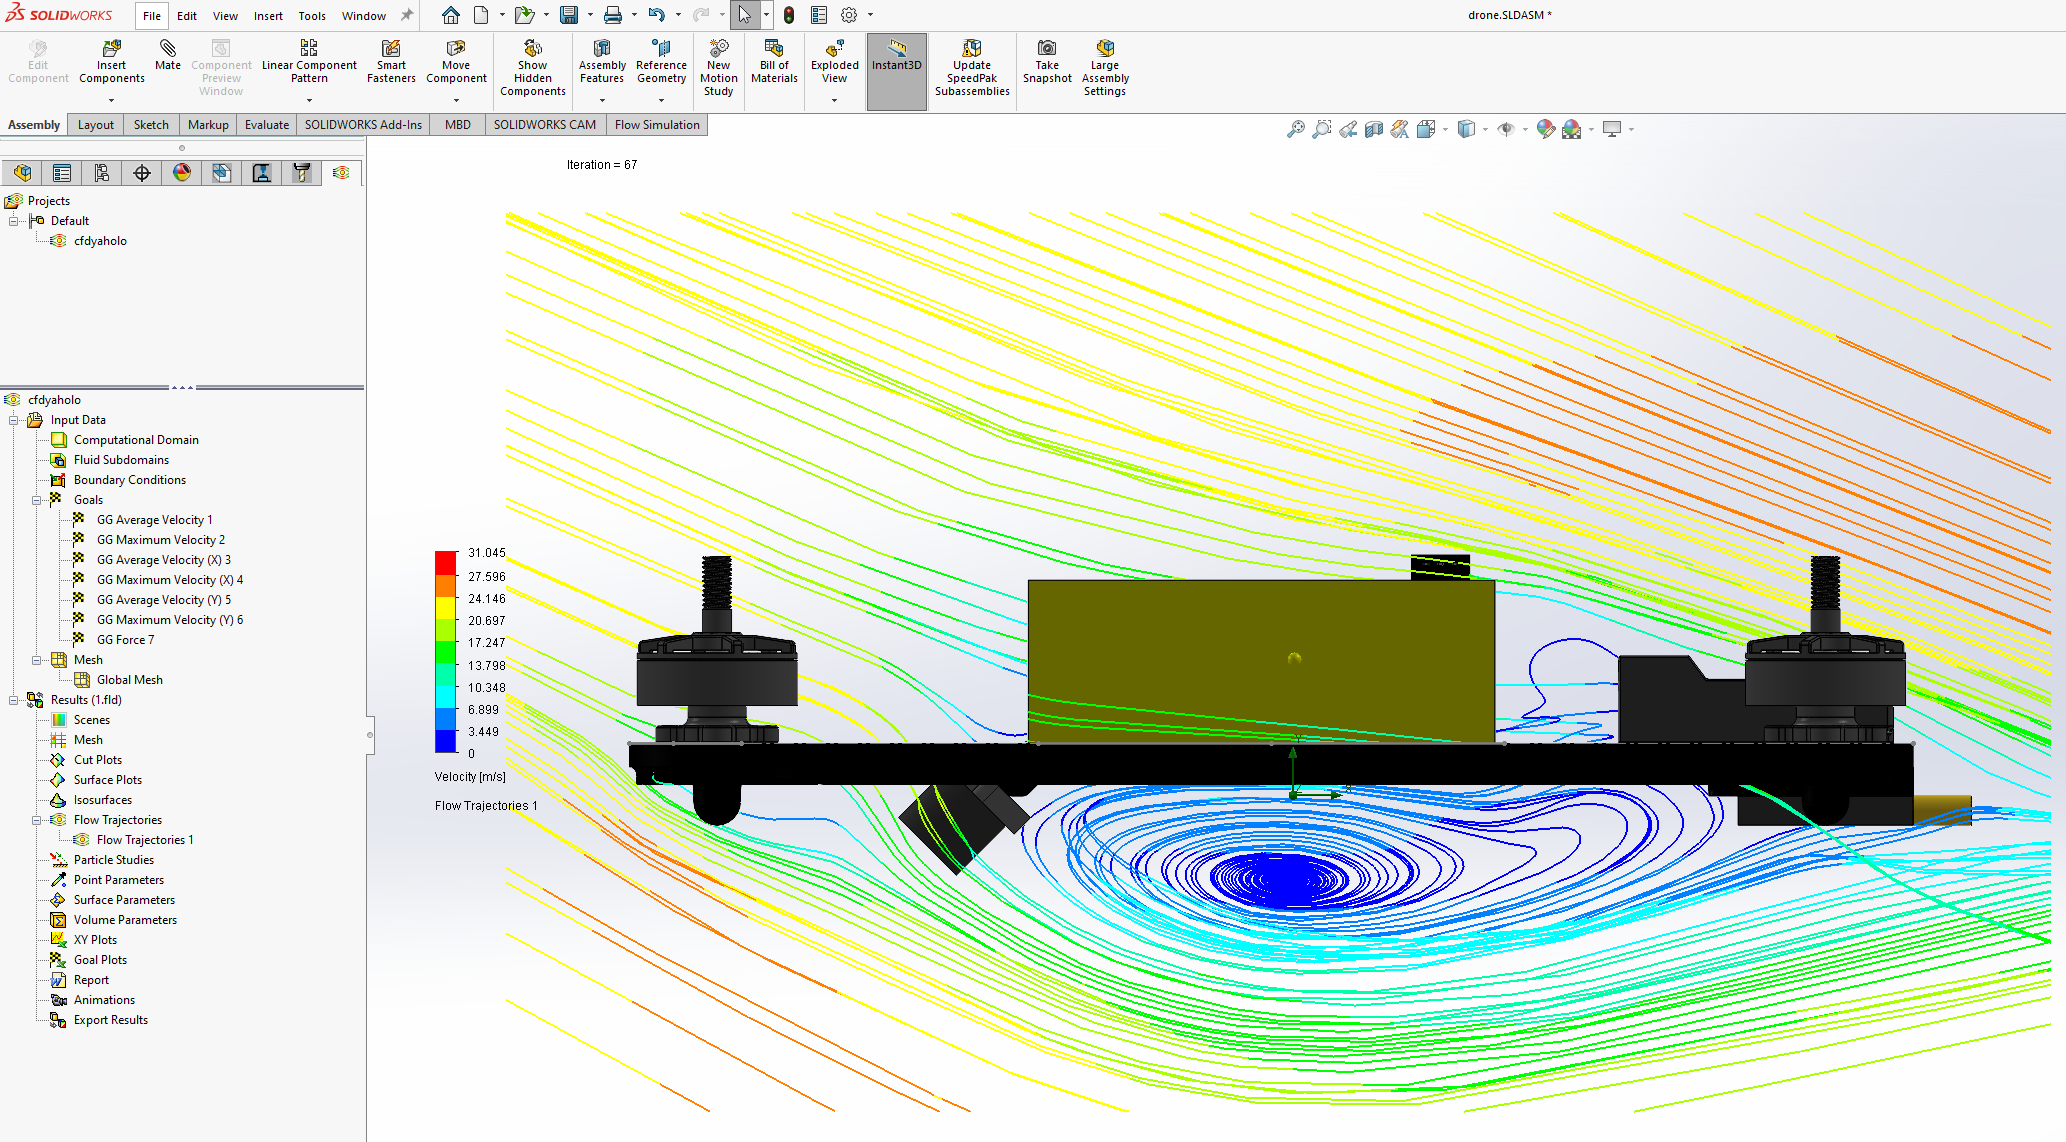 SOLIDWORKS
File Edit View Insert Tools Window
drone.SLDASM *
Edit Component
Insert Components
Mate
Component Preview Window
Linear Component Pattern
Smart Fasteners
Move Component
Show Hidden Components
Assembly Features
Reference Geometry
New Motion Study
Bill of Materials
Exploded View
Instant3D
Update SpeedPak Subassemblies
Take Snapshot
Large Assembly Settings
Assembly Layout Sketch Markup Evaluate SOLIDWORKS Add-Ins MBD SOLIDWORKS CAM Flow Simulation
Projects
Default
cfdyaholo
cfdyaholo
Input Data
Computational Domain
Fluid Subdomains
Boundary Conditions
Goals
GG Average Velocity 1
GG Maximum Velocity 2
GG Average Velocity (X) 3
GG Maximum Velocity (X) 4
GG Average Velocity (Y) 5
GG Maximum Velocity (Y) 6
GG Force 7
Mesh
Global Mesh
Results (1.fld)
Scenes
Mesh
Cut Plots
Surface Plots
Isosurfaces
Flow Trajectories
Flow Trajectories 1
Particle Studies
Point Parameters
Surface Parameters
Volume Parameters
XY Plots
Goal Plots
Report
Animations
Export Results
Iteration = 67
31.045
27.596
24.146
20.697
17.247
13.798
10.348
6.899
3.449
0
Velocity [m/s]
Flow Trajectories 1